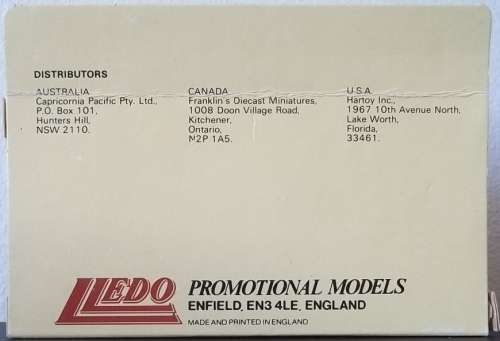 DISTRIBUTORS
AUSTRALIA
Capricornia Pacific Pty. Ltd.,
P.O. Box 101,
Hunters Hill,
NSW 2110.
CANADA
Franklin's Diecast Miniatures,
1008 Doon Village Road,
Kitchener,
Ontario,
N2P 1A5.
U.S.A.
Hartoy Inc.,
1967 10th Avenue North,
Lake Worth,
Florida,
33461.
LLEDO
PROMOTIONAL MODELS
ENFIELD, EN3 4LE, ENGLAND
MADE AND PRINTED IN ENGLAND